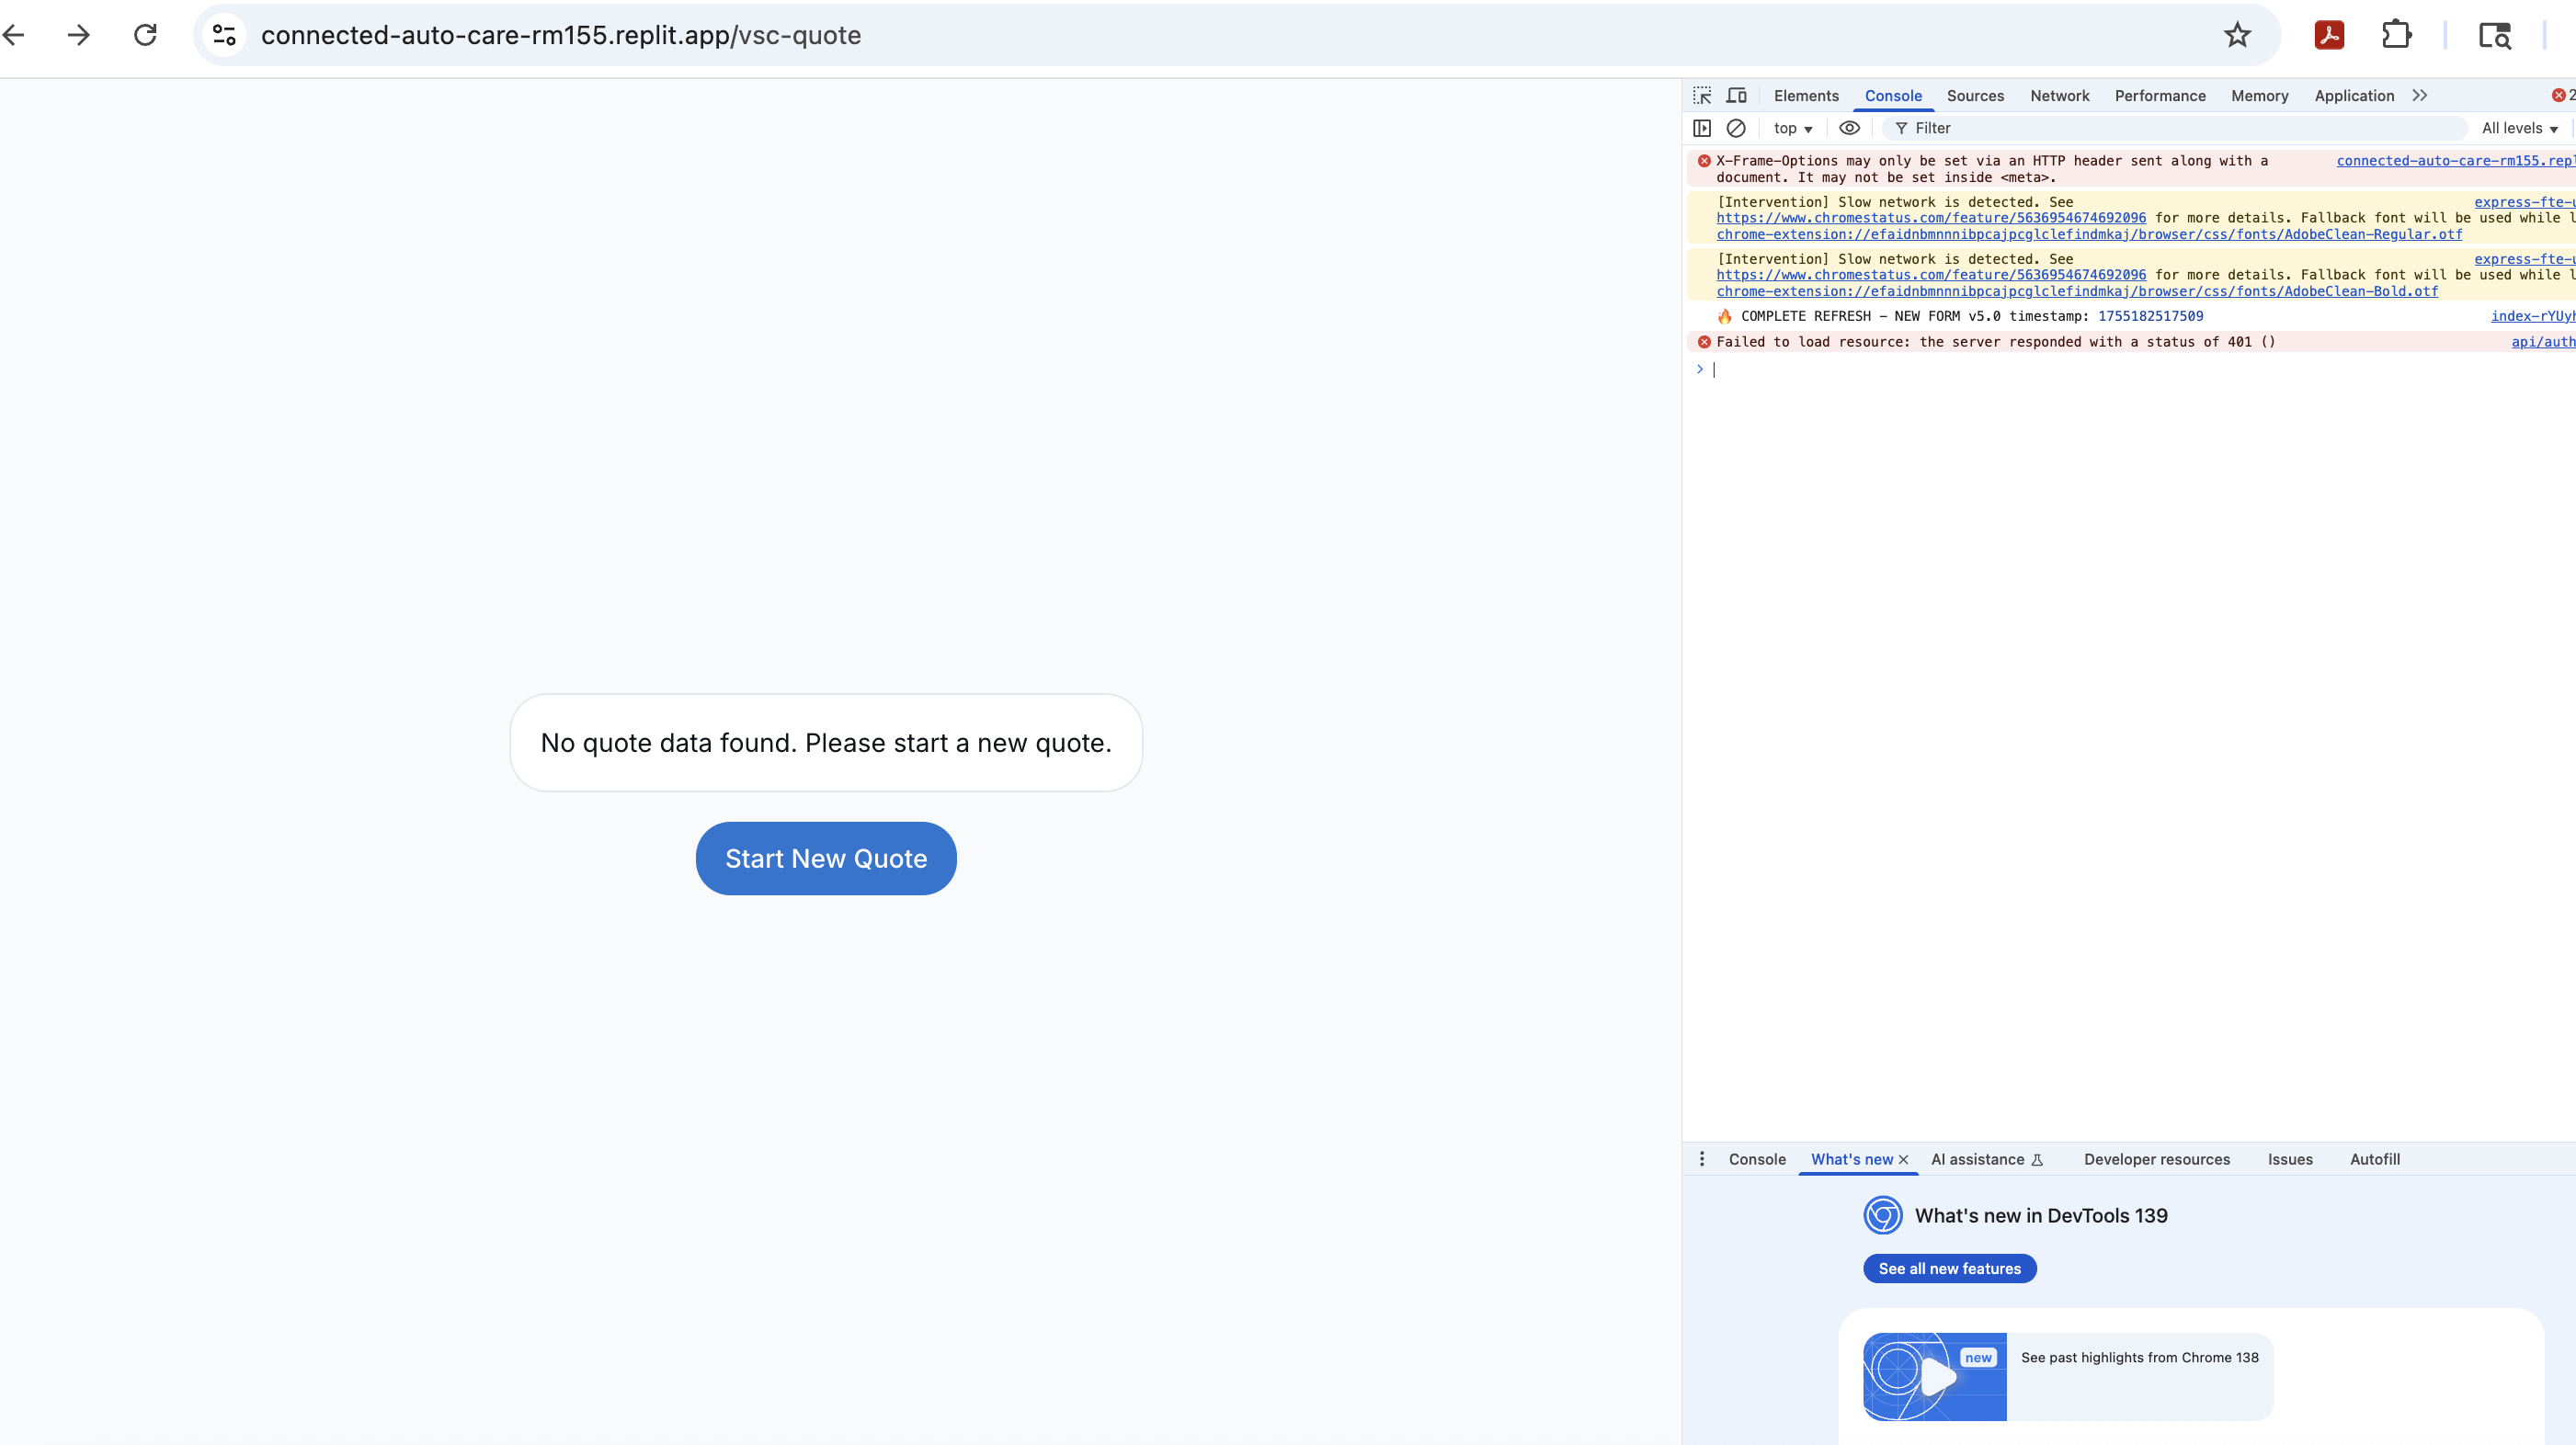 connected-auto-care-rm155.replit.app/vsc-quote
No quote data found. Please start a new quote.
Start New Quote
Elements Console Sources Network Performance Memory Application
2
top Filter All levels
X-Frame-Options may only be set via an HTTP header sent along with a connected-auto-care-rm155.repl
document. It may not be set inside <meta>.
[Intervention] Slow network is detected. See express-fte-u
https://www.chromestatus.com/feature/5636954674692096 for more details. Fallback font will be used while l
chrome-extension://efaidnbmnnnibpcajpcglclefindmkaj/browser/css/fonts/AdobeClean-Regular.otf
[Intervention] Slow network is detected. See express-fte-u
https://www.chromestatus.com/feature/5636954674692096 for more details. Fallback font will be used while l
chrome-extension://efaidnbmnnnibpcajpcglclefindmkaj/browser/css/fonts/AdobeClean-Bold.otf
🔥 COMPLETE REFRESH – NEW FORM v5.0 timestamp: 1755182517509 index-rYUyh
Failed to load resource: the server responded with a status of 401 () api/auth
Console What's new AI assistance Developer resources Issues Autofill
What's new in DevTools 139
See all new features
new
See past highlights from Chrome 138